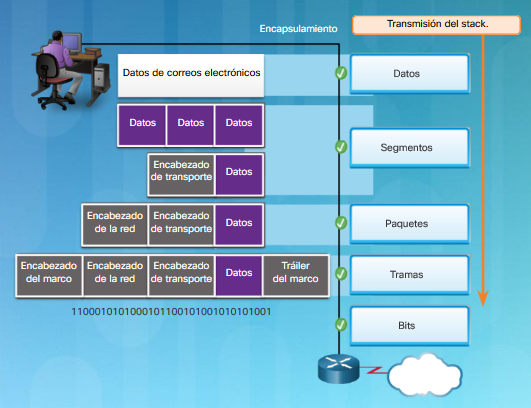 Encapsulamiento
Transmisión del stack.
Datos de correos electrónicos
Datos
Datos
Datos
Datos
Segmentos
Encabezado
de transporte
Datos
Encabezado
de la red
Encabezado
de transporte
Datos
Paquetes
Encabezado
del marco
Encabezado
de la red
Encabezado
de transporte
Datos
Tráiler
del marco
Tramas
1100010101000101100101001010101001
Bits